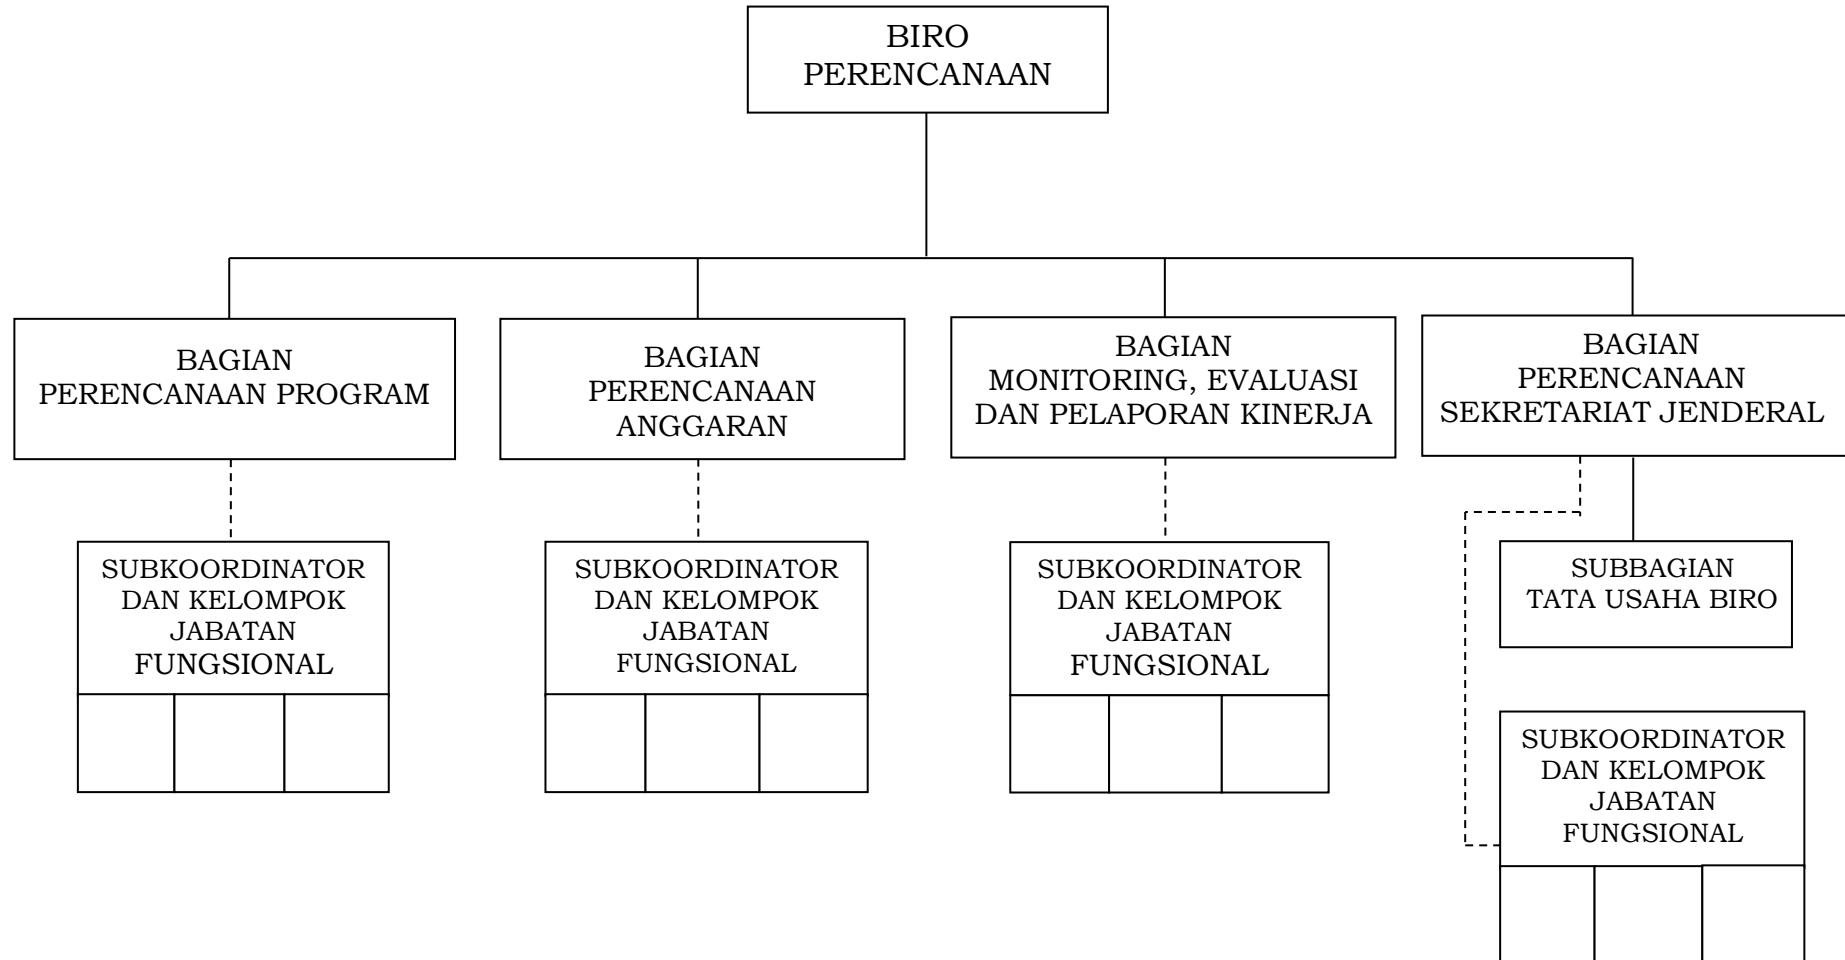 BIRO
PERENCANAAN
BAGIAN
PERENCANAAN PROGRAM
BAGIAN
PERENCANAAN
ANGGARAN
BAGIAN
MONITORING, EVALUASI
DAN PELAPORAN KINERJA
BAGIAN
PERENCANAAN
SEKRETARIAT JENDERAL
SUBKOORDINATOR
DAN KELOMPOK
JABATAN
FUNGSIONAL
SUBKOORDINATOR
DAN KELOMPOK
JABATAN
FUNGSIONAL
SUBKOORDINATOR
DAN KELOMPOK
JABATAN
FUNGSIONAL
SUBBAGIAN
TATA USAHA BIRO
SUBKOORDINATOR
DAN KELOMPOK
JABATAN
FUNGSIONAL